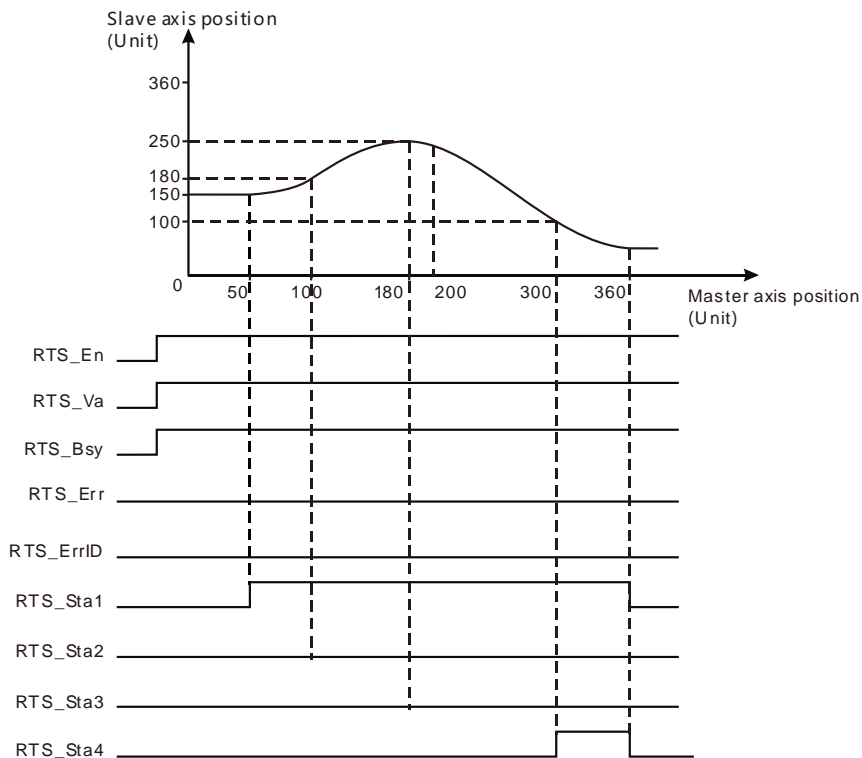 Slave axis position
(Unit)
360
250
180
150
100
0
50
100
180
200
300
360
Master axis position
(Unit)
RTS_En
RTS_Va
RTS_Bsy
RTS_Err
RTS_ErrID
RTS_Sta1
RTS_Sta2
RTS_Sta3
RTS_Sta4